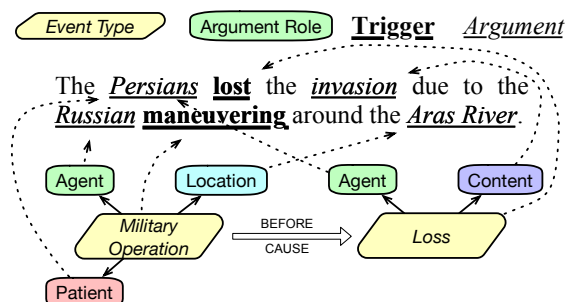 Event Type Argument Role Trigger Argument
The Persians lost the invasion due to the
Russian maneuvering around the Aras River.
Agent Location Agent Content
Military
Operation
BEFORE
CAUSE
Loss
Patient